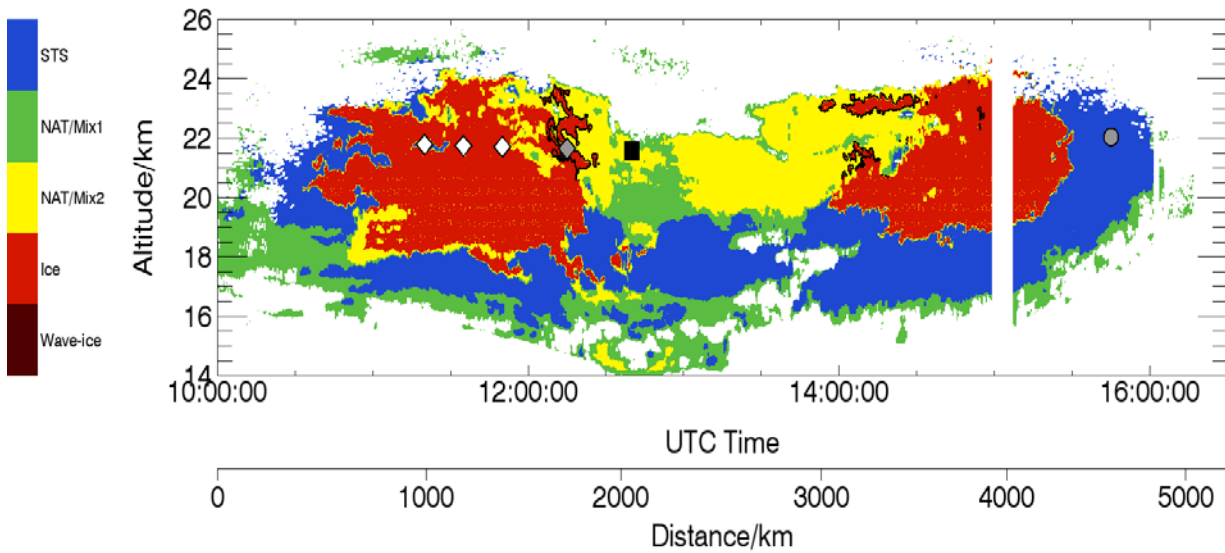 STS
NAT/Mix1
NAT/Mix2
Ice
Wave-ice
Altitude/km
26
24
22
20
18
16
14
10:00:00 12:00:00 14:00:00 16:00:00
UTC Time
0 1000 2000 3000 4000 5000
Distance/km